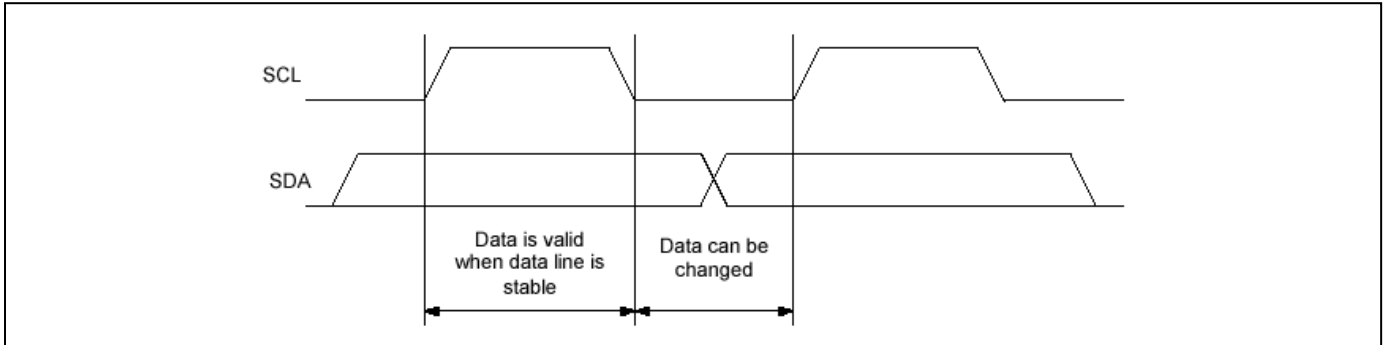 SCL
SDA
Data is valid
when data line is
stable
Data can be
changed